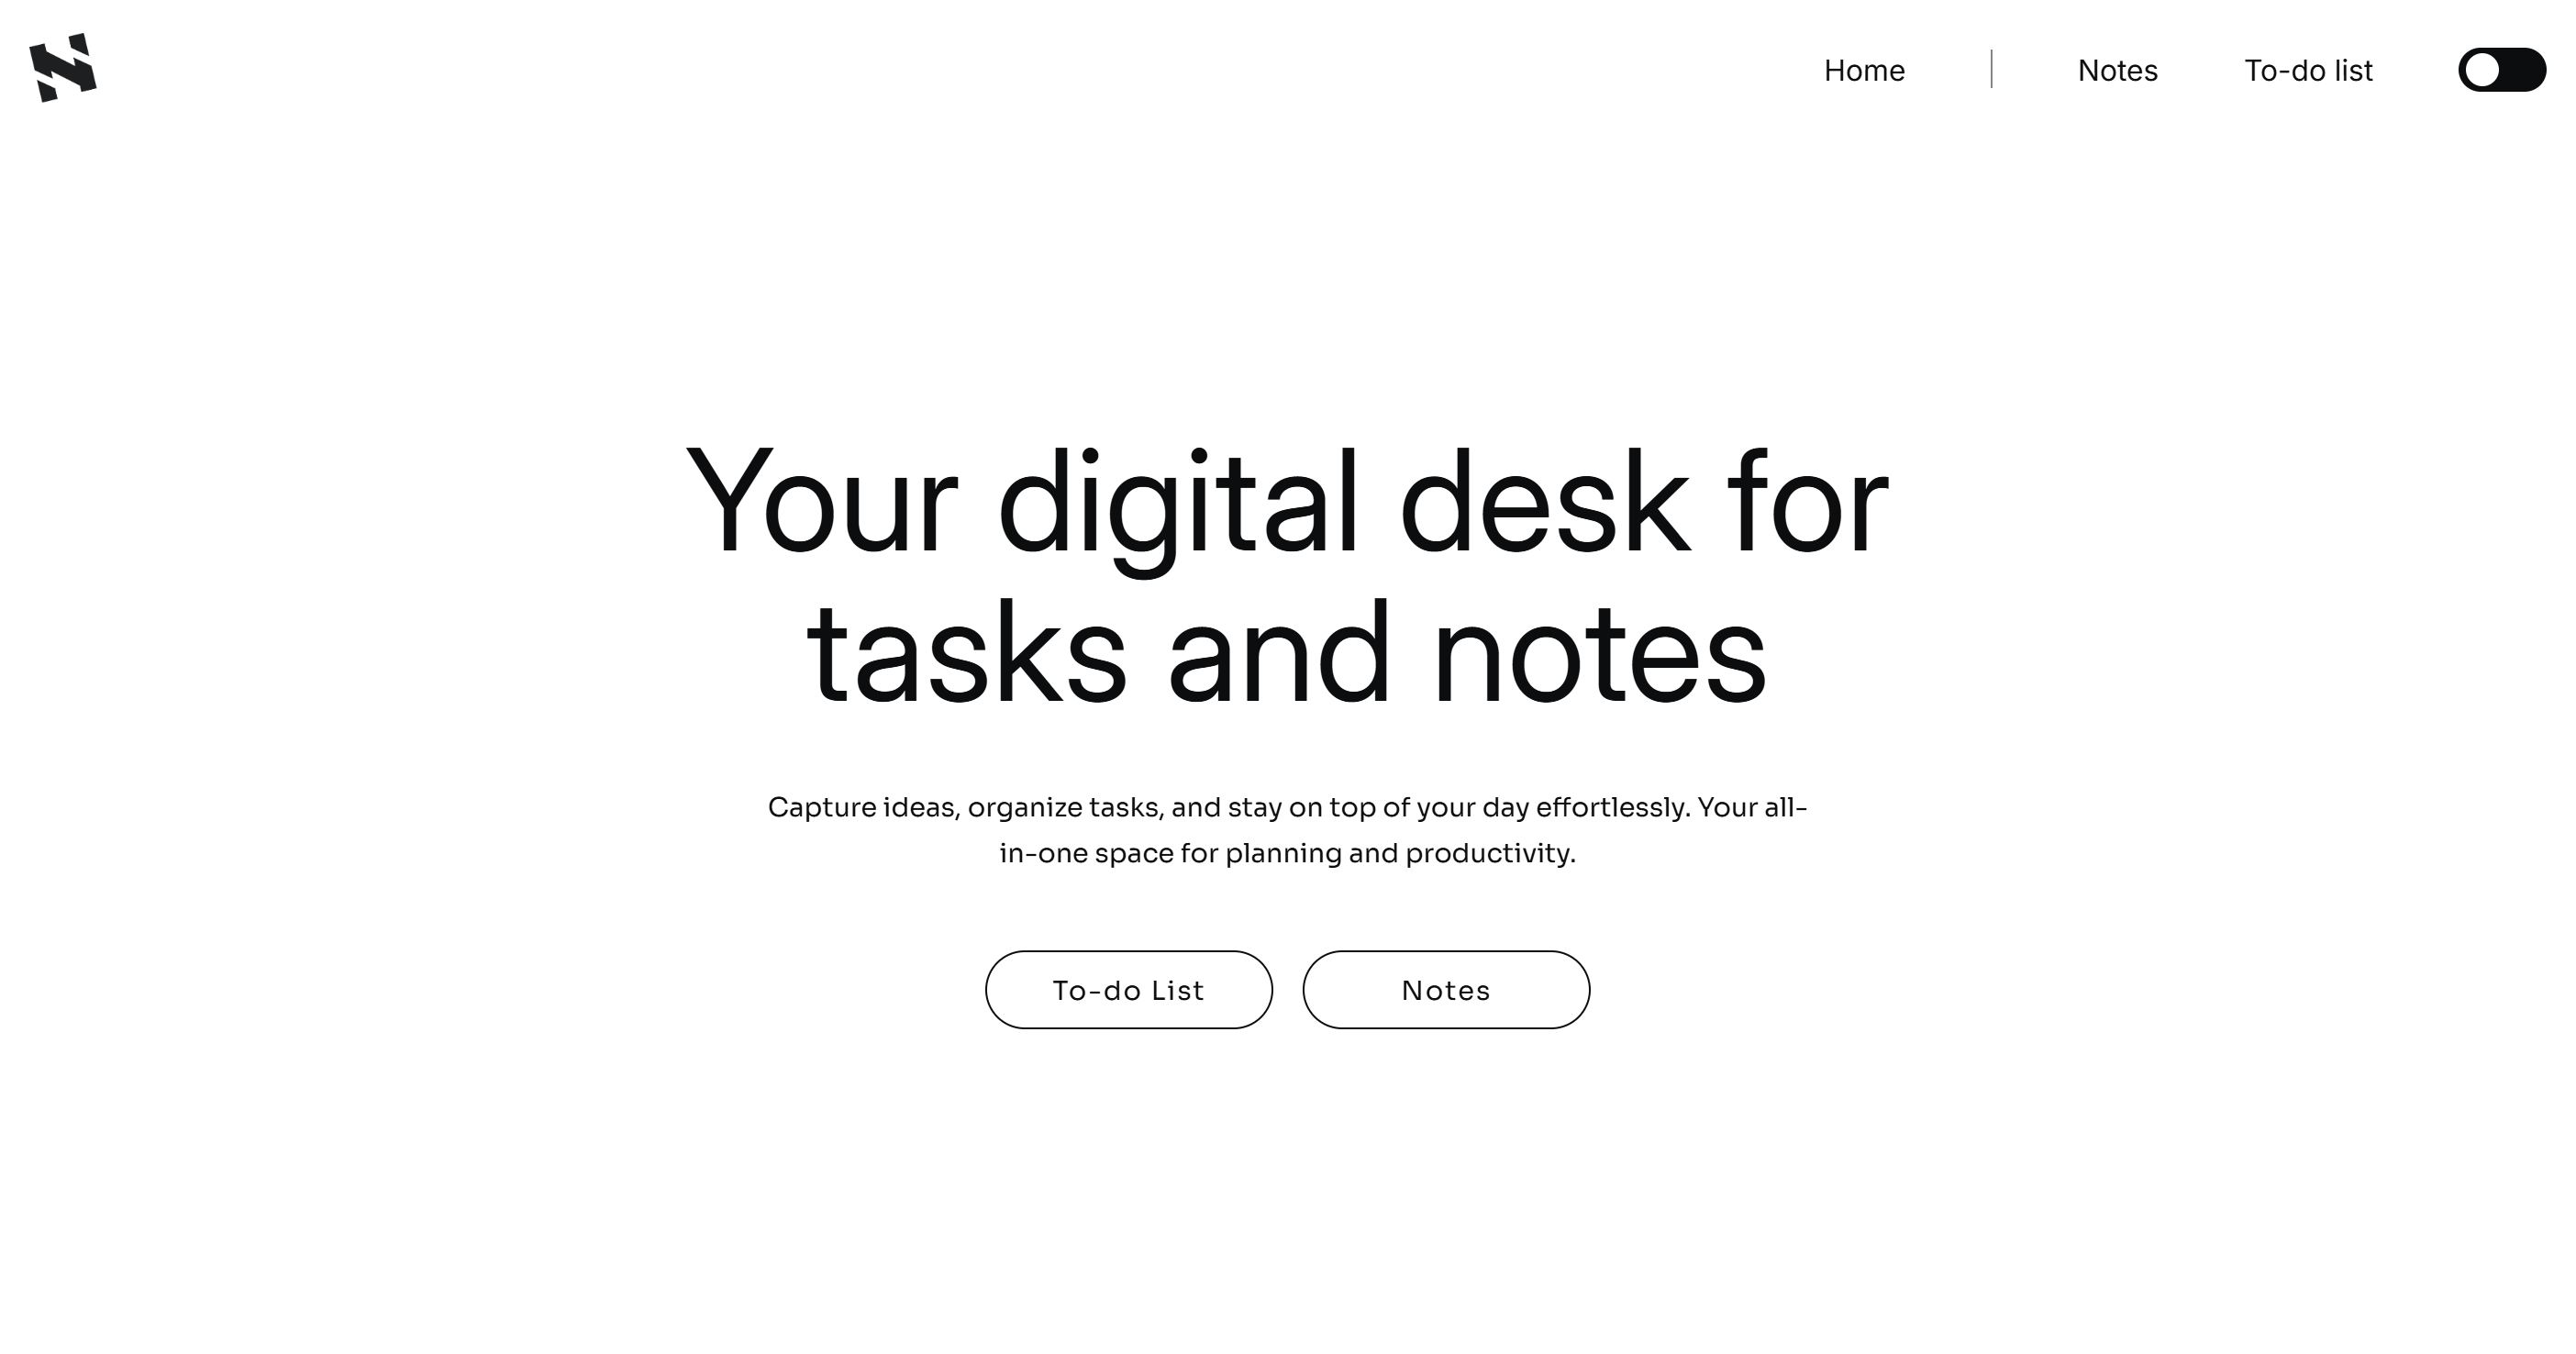 Home
Notes
To-do list
Your digital desk for
tasks and notes
Capture ideas, organize tasks, and stay on top of your day effortlessly. Your all-
in-one space for planning and productivity.
To-do List
Notes